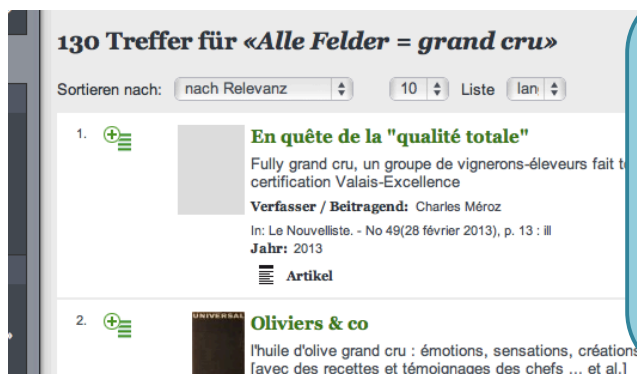 130 Treffer für «Alle Felder = grand cru»
Sortieren nach: nach Relevanz 10 Liste
1. En quête de la "qualité totale"
Fully grand cru, un groupe de vignerons-éleveurs fait
certification Valais-Excellence
Verfasser / Beitragend: Charles Méroz
In: Le Nouvelliste. - No 49(28 février 2013), p. 13 : ill
Jahr: 2013
Artikel
2. UNIVERSAL Oliviers & co
l'huile d'olive grand cru : émotions, sensations, créations
[avec des recettes et témoignages des chefs ... et al.]